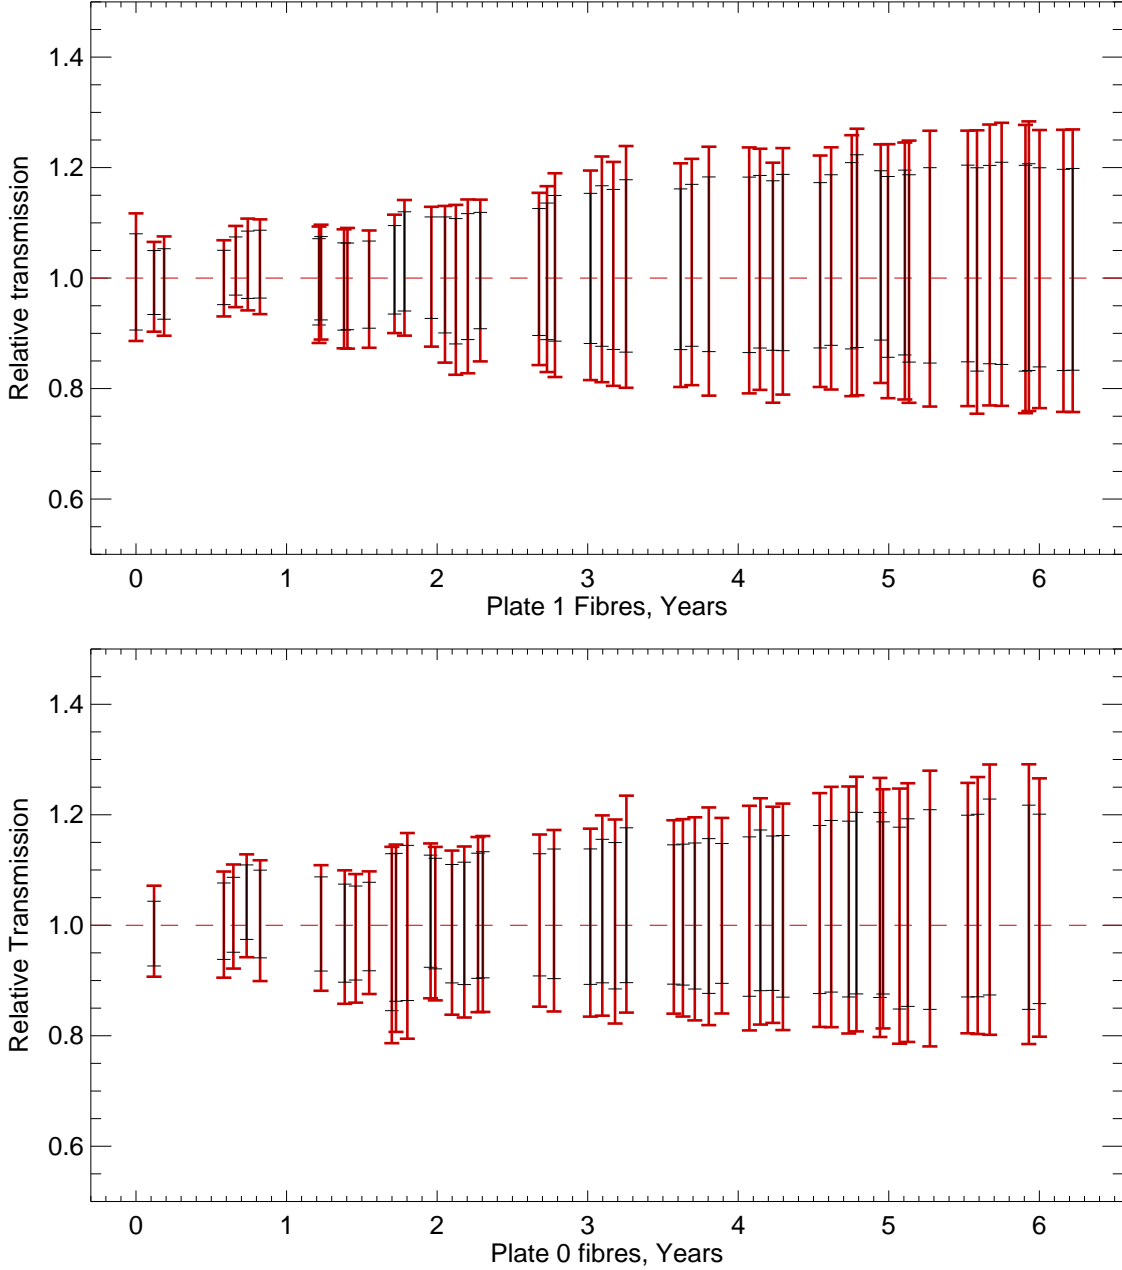 1.4
1.2
1.0
0.8
0.6
Relative transmission
0 1 2 3 4 5 6
Plate 1 Fibres, Years
1.4
1.2
1.0
0.8
0.6
Relative Transmission
0 1 2 3 4 5 6
Plate 0 fibres, Years